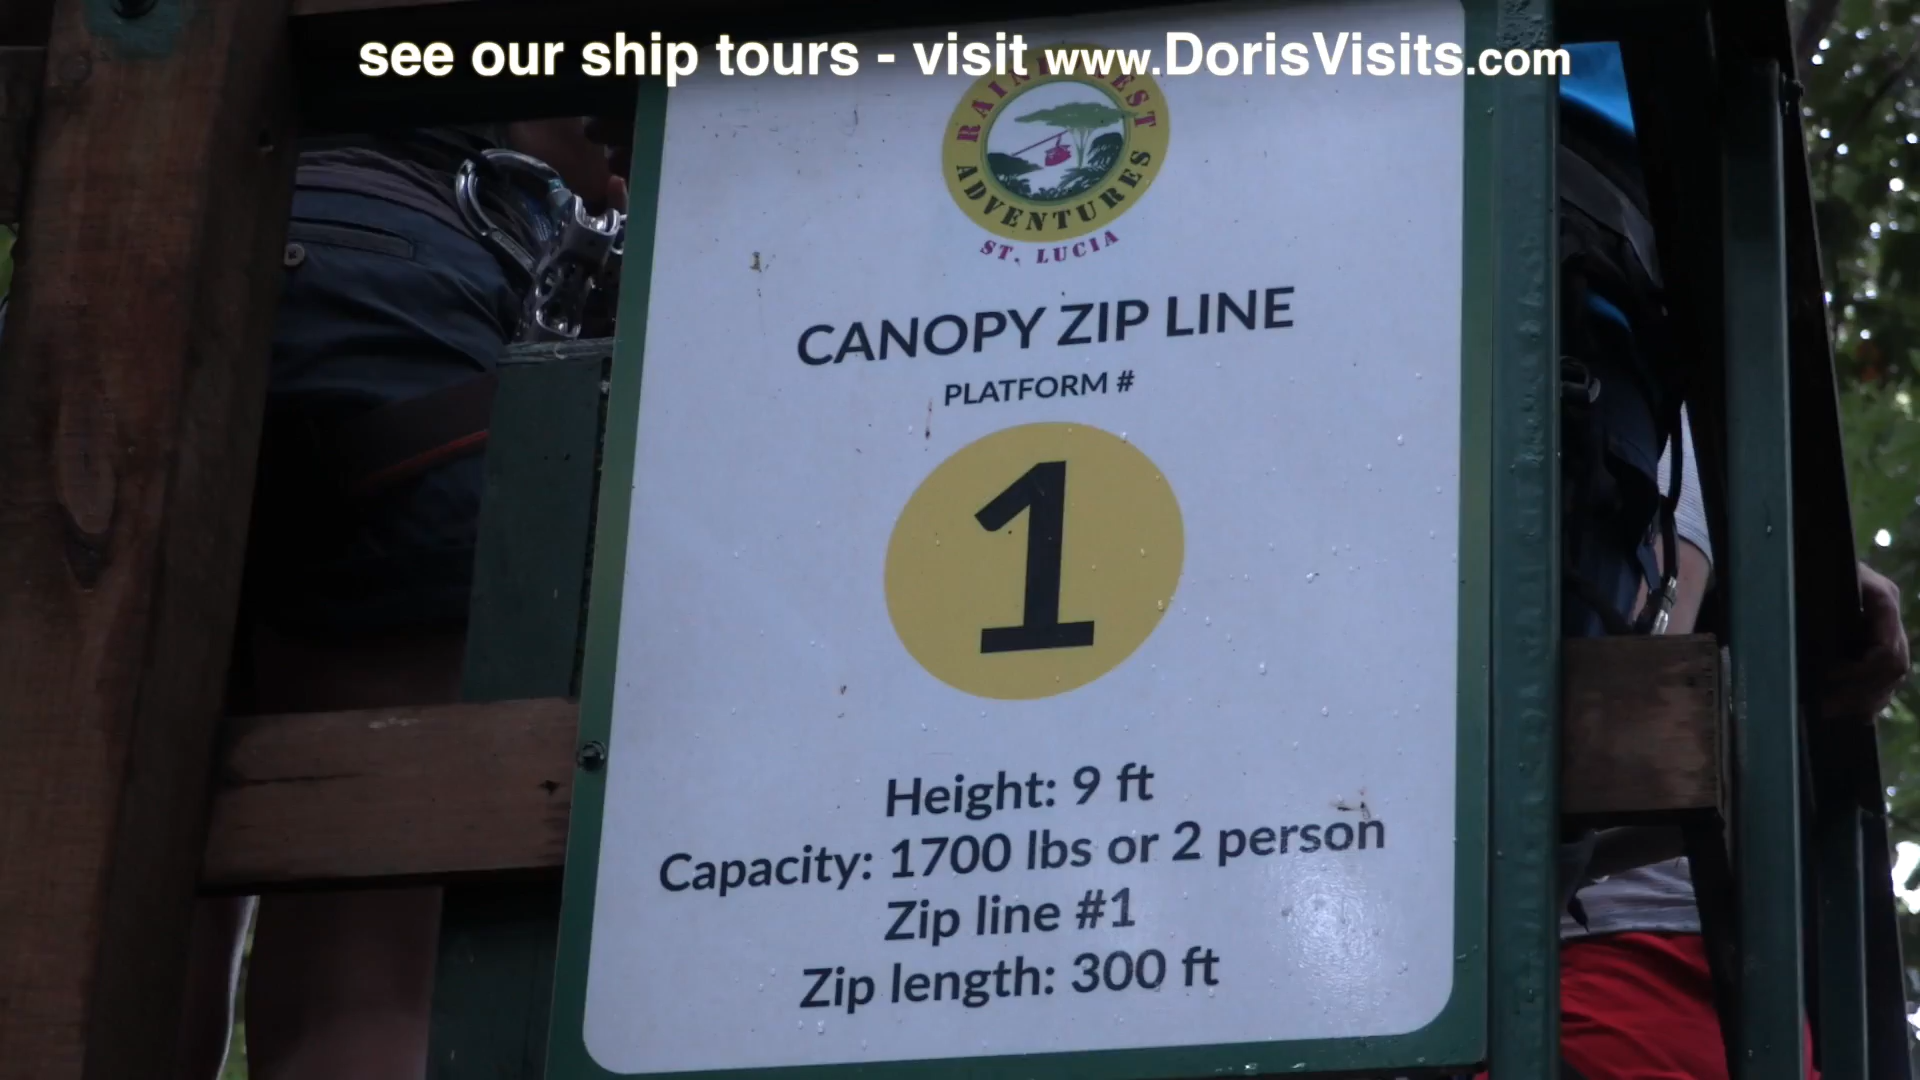 see our ship tours - visit www.DorisVisits.com
RAINFOREST
ADVENTURES
ST. LUCIA
CANOPY ZIP LINE
PLATFORM #
1
Height: 9 ft
Capacity: 1700 lbs or 2 person
Zip line #1
Zip length: 300 ft